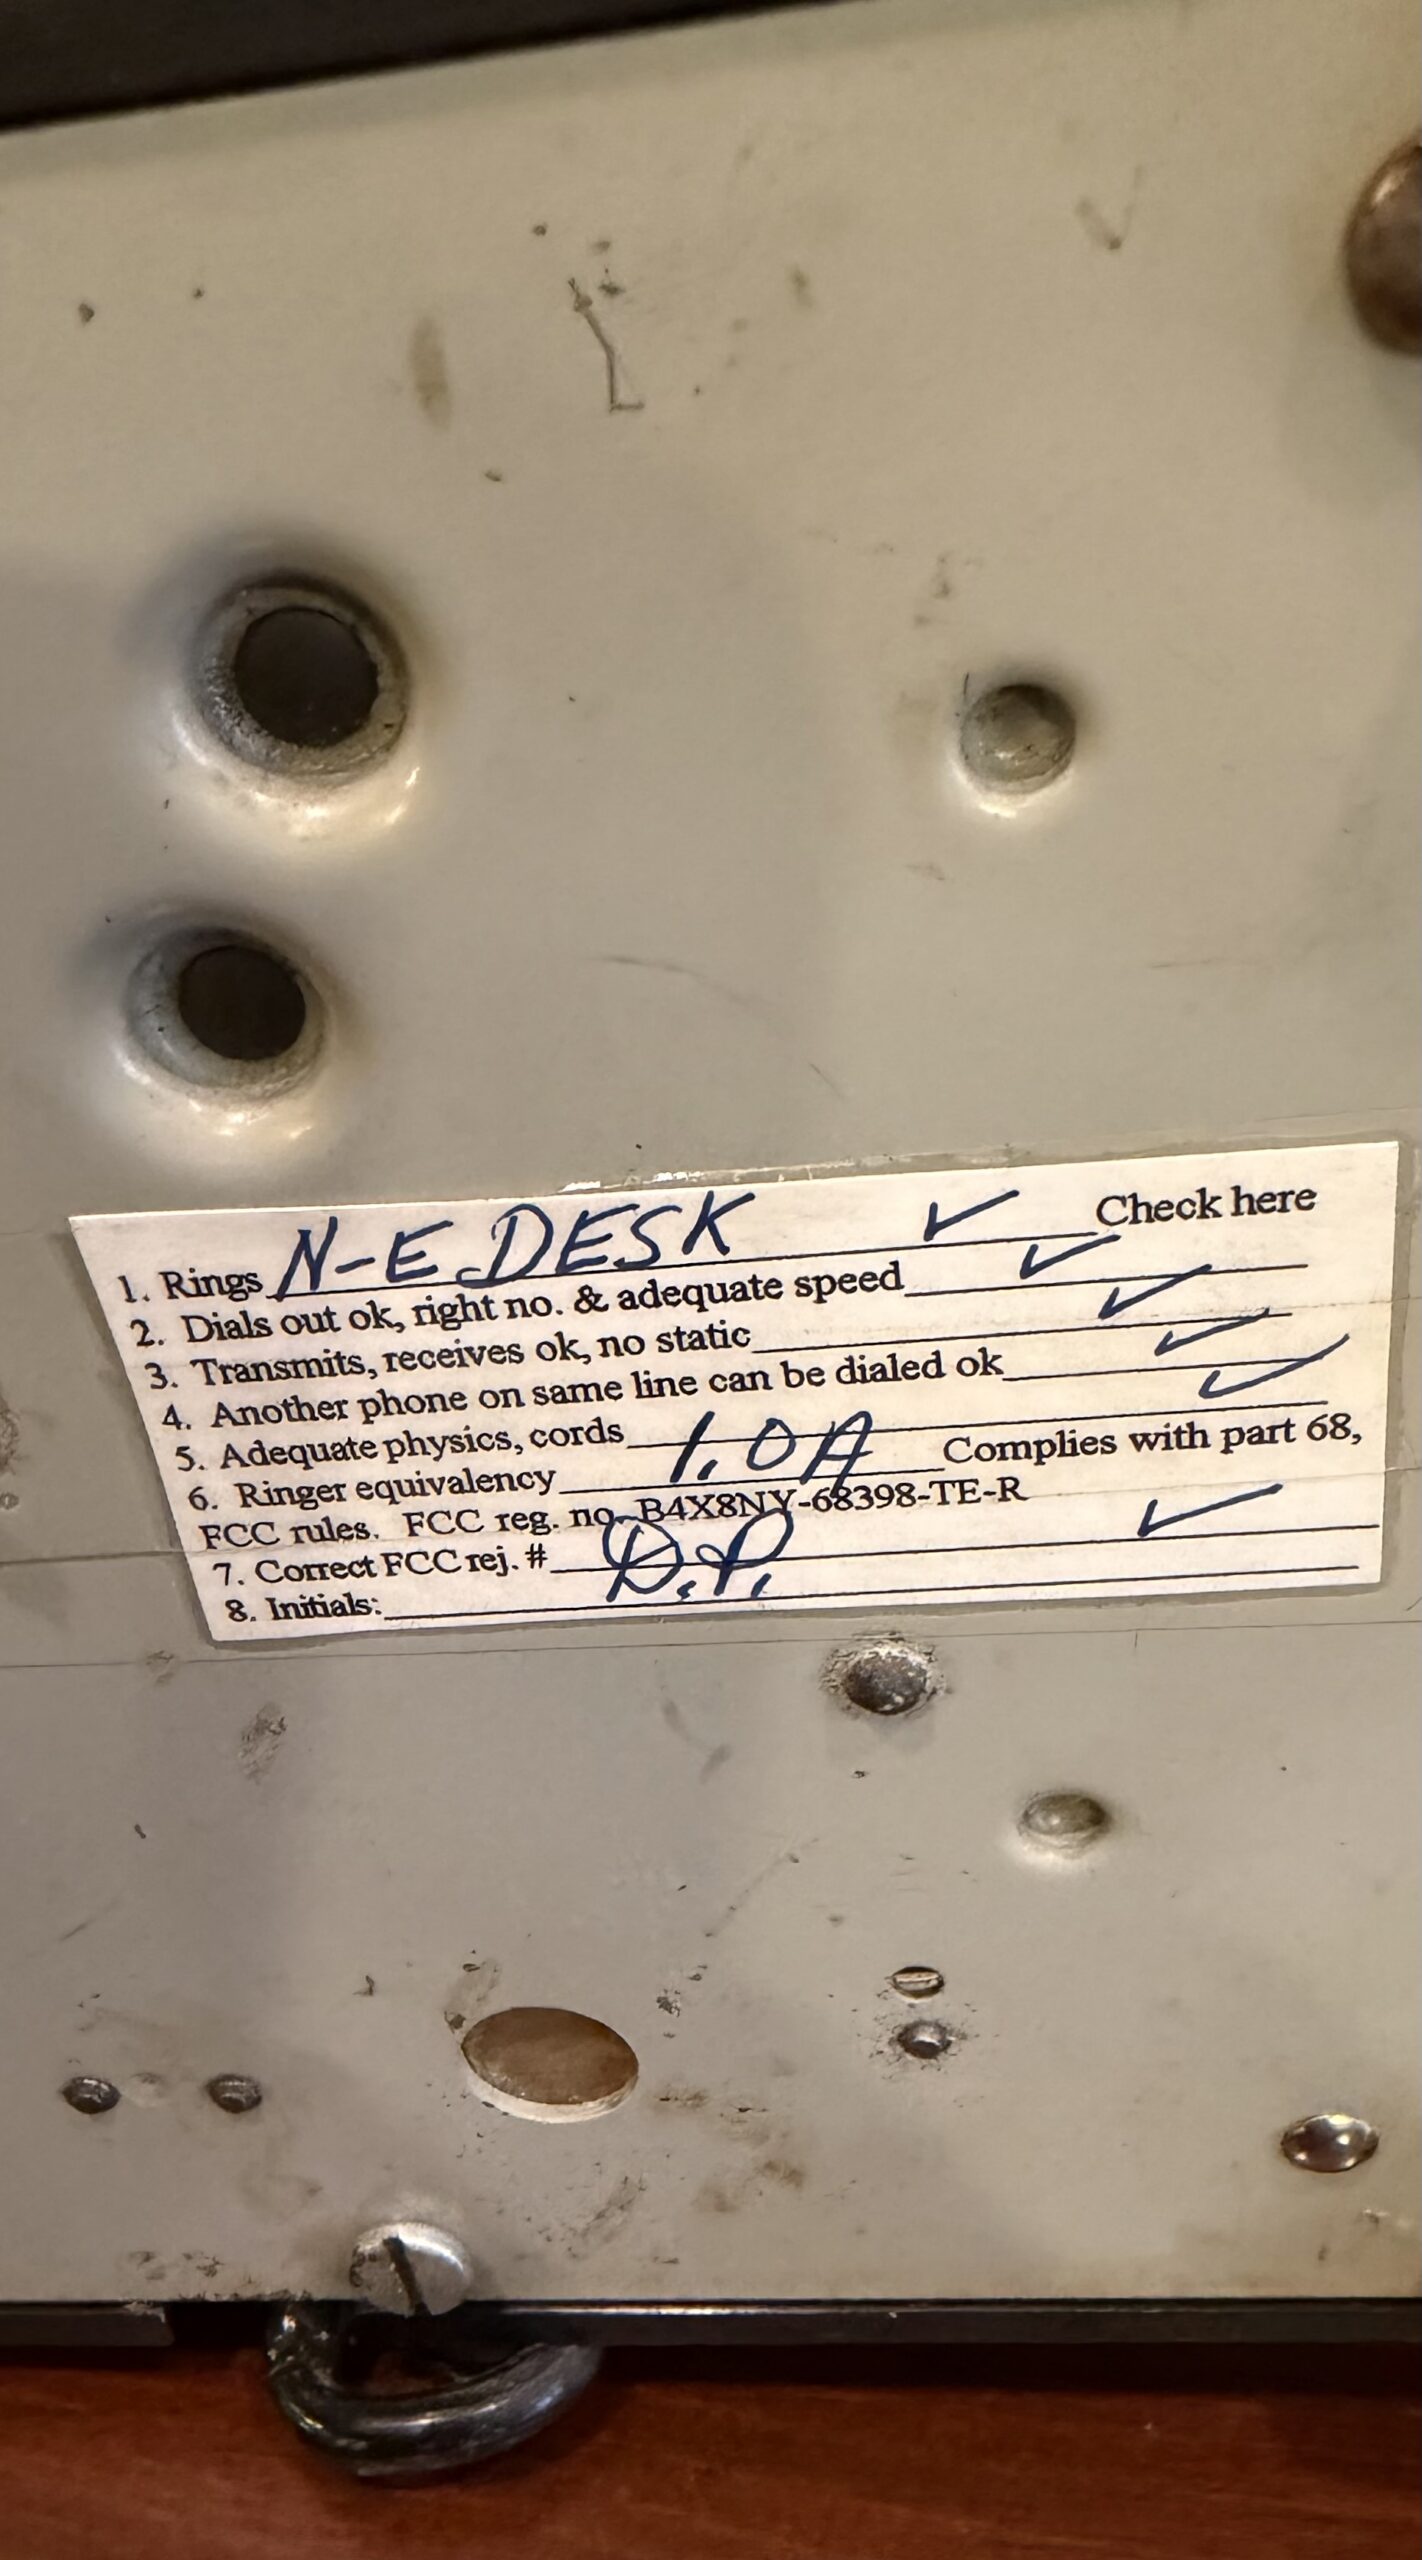 N-E DESK ✓ Check here
1. Rings
2. Dials out ok, right no. & adequate speed ✓
3. Transmits, receives ok, no static ✓
4. Another phone on same line can be dialed ok ✓
5. Adequate physics, cords ✓
6. Ringer equivalency 1.0A Complies with part 68,
FCC rules. FCC reg. no. B4X8NY-68398-TE-R
7. Correct FCC rej. # ✓
8. Initials: D.P.